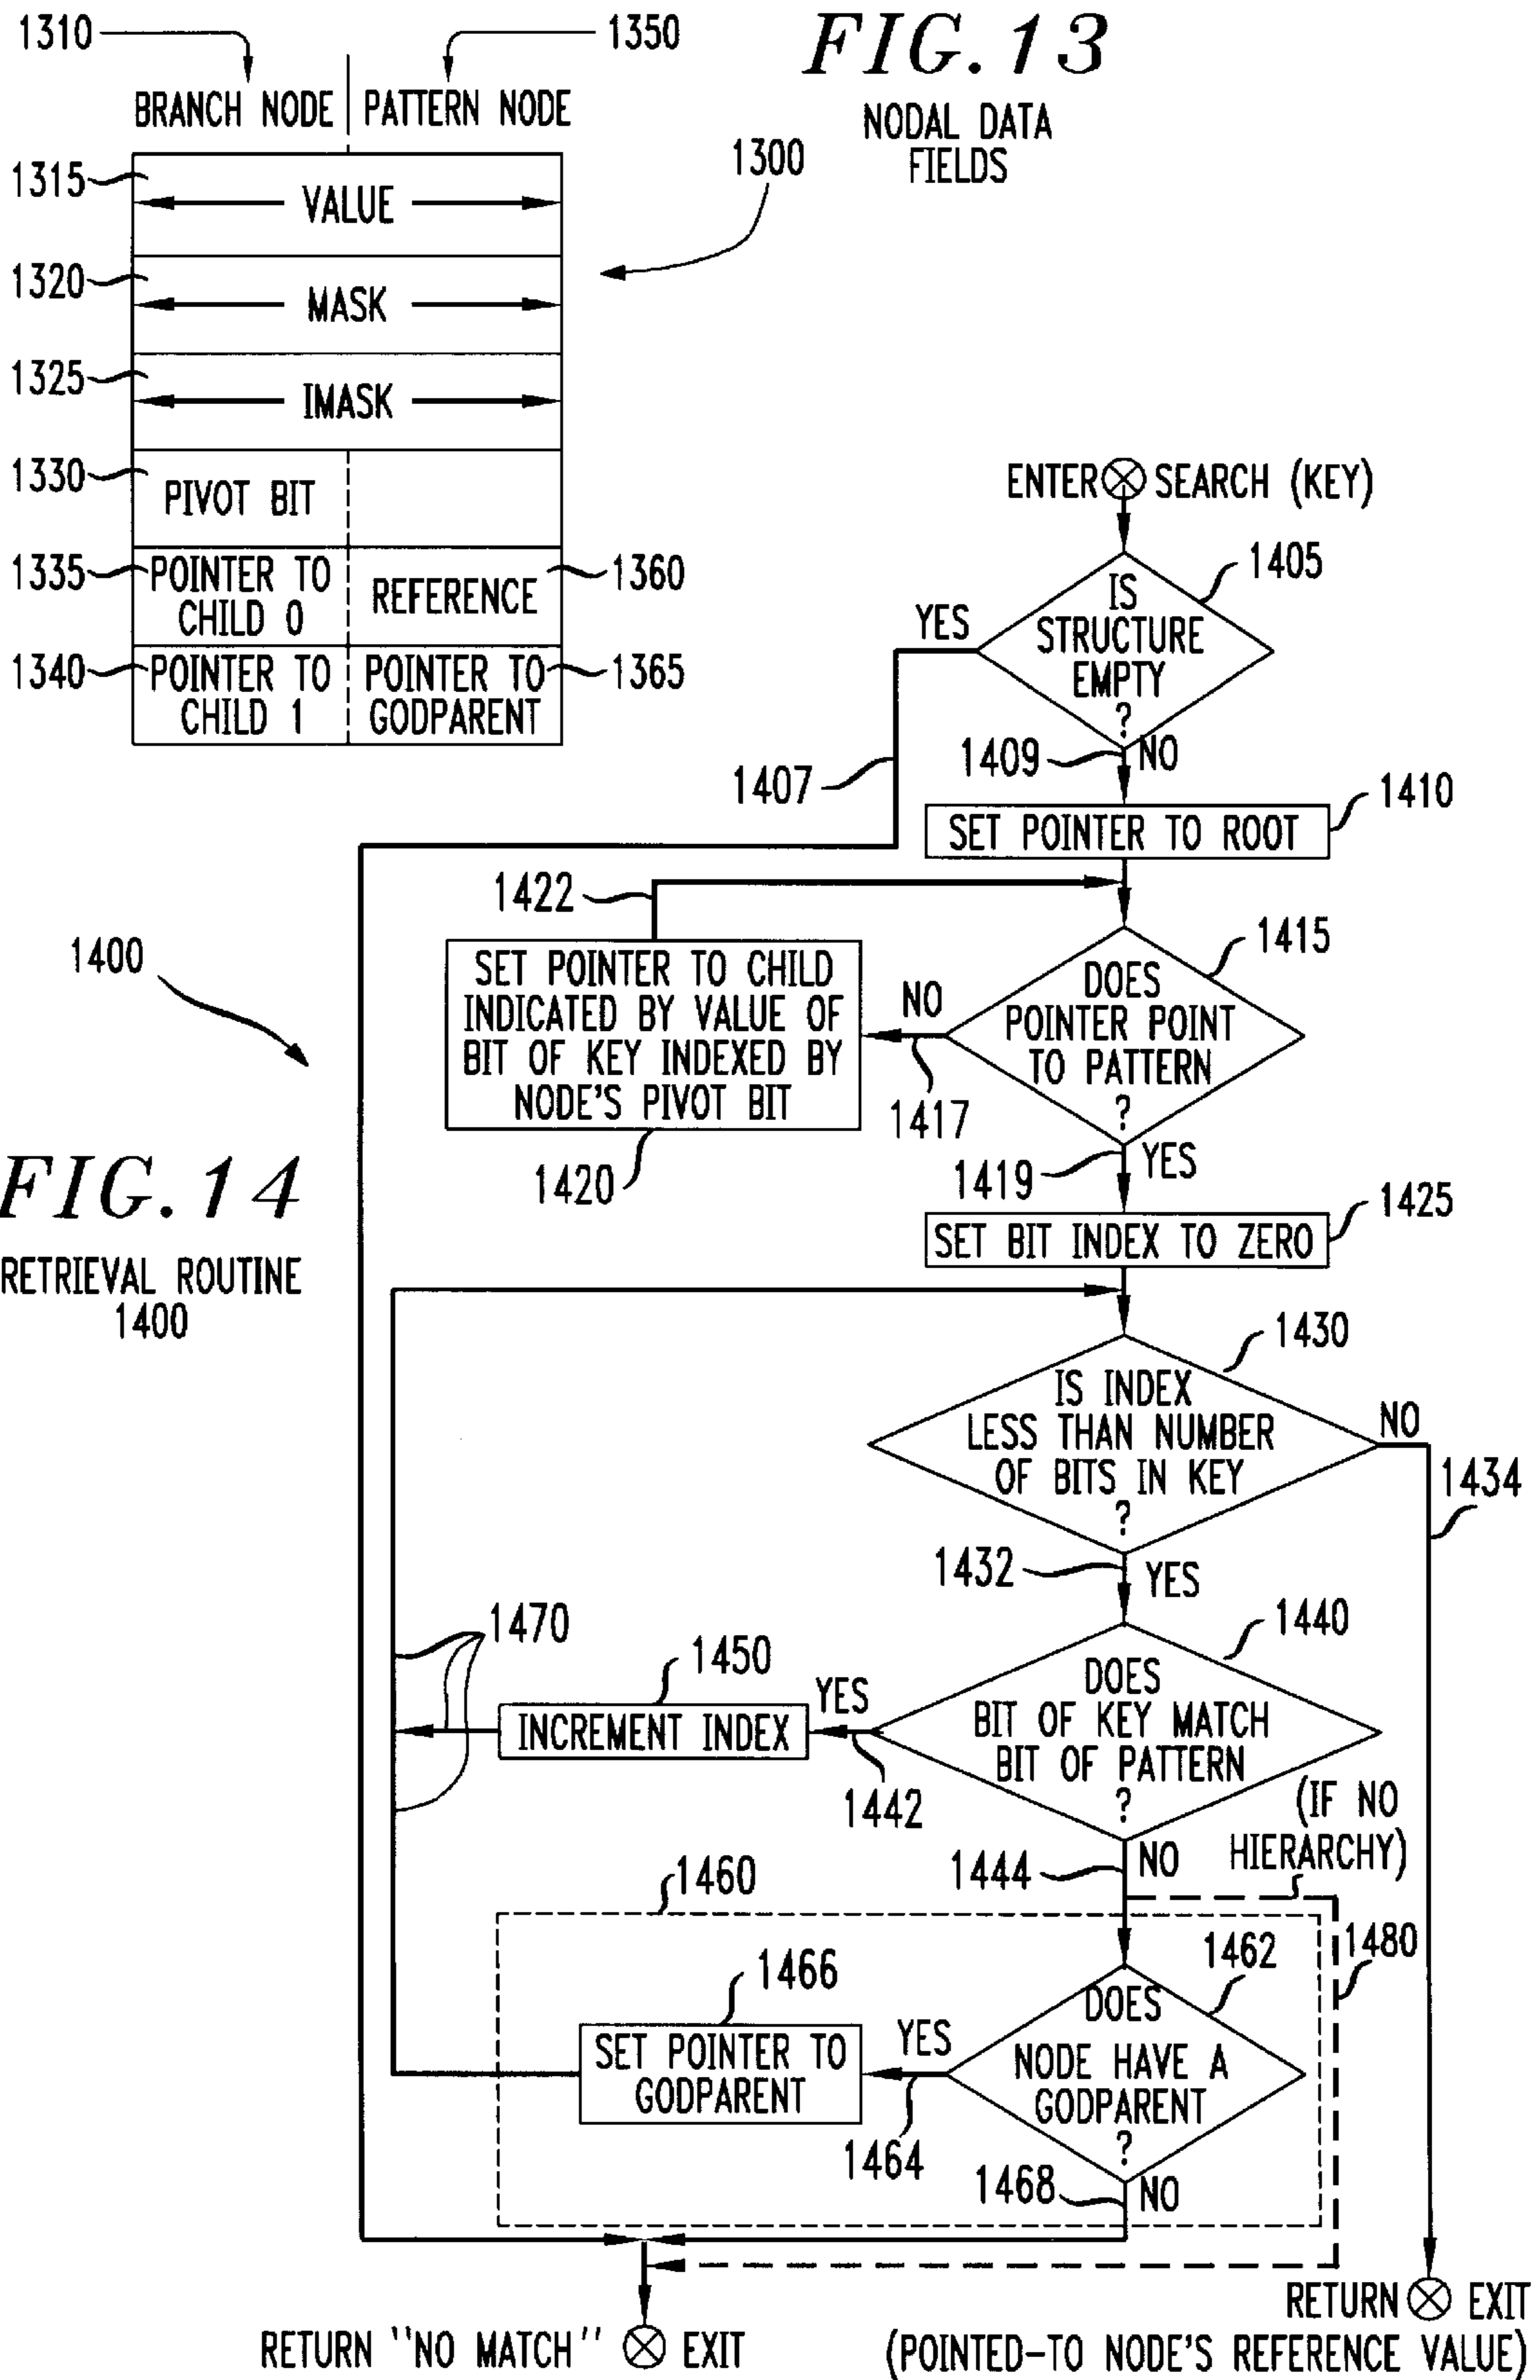 1310
1350
FIG. 13
NODAL DATA
FIELDS
BRANCH NODE
PATTERN NODE
1300
1315
VALUE
1320
MASK
1325
IMASK
1330
PIVOT BIT
1335
POINTER TO
CHILD 0
REFERENCE
1360
1340
POINTER TO
CHILD 1
POINTER TO
GODPARENT
1365
ENTER SEARCH (KEY)
1405
IS
STRUCTURE
EMPTY
?
YES
1407
1409
NO
1410
SET POINTER TO ROOT
1422
1400
1415
DOES
POINTER POINT
TO PATTERN
?
NO
1417
SET POINTER TO CHILD
INDICATED BY VALUE OF
BIT OF KEY INDEXED BY
NODE'S PIVOT BIT
1420
1419
YES
FIG. 14
RETRIEVAL ROUTINE
1400
1425
SET BIT INDEX TO ZERO
1430
IS INDEX
LESS THAN NUMBER
OF BITS IN KEY
?
NO
1434
1432
YES
1440
DOES
BIT OF KEY MATCH
BIT OF PATTERN
?
YES
1442
1450
INCREMENT INDEX
1470
1444
NO
(IF NO
HIERARCHY)
1480
1460
1462
DOES
NODE HAVE A
GODPARENT
?
YES
1464
1466
SET POINTER TO
GODPARENT
1468
NO
RETURN "NO MATCH" EXIT
RETURN EXIT
(POINTED-TO NODE'S REFERENCE VALUE)